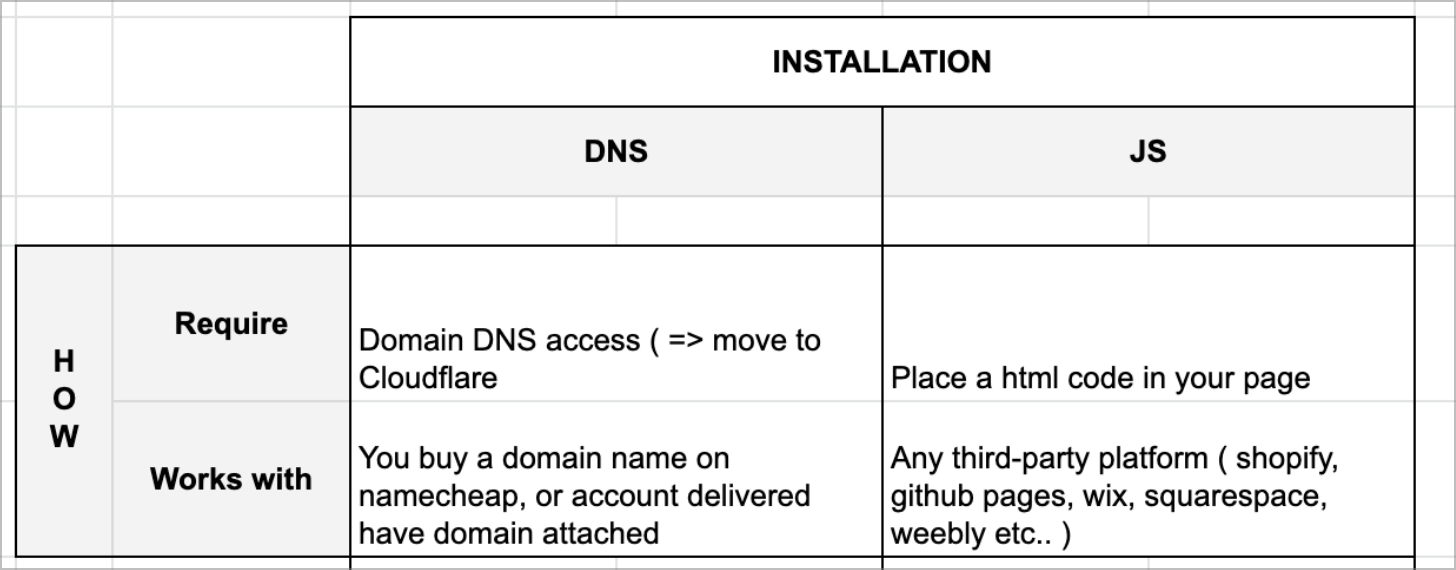 INSTALLATION
DNS
JS
H
O
W
Require
Domain DNS access ( => move to
Cloudflare
Place a html code in your page
Works with
You buy a domain name on
namecheap, or account delivered
have domain attached
Any third-party platform ( shopify,
github pages, wix, squarespace,
weebly etc.. )